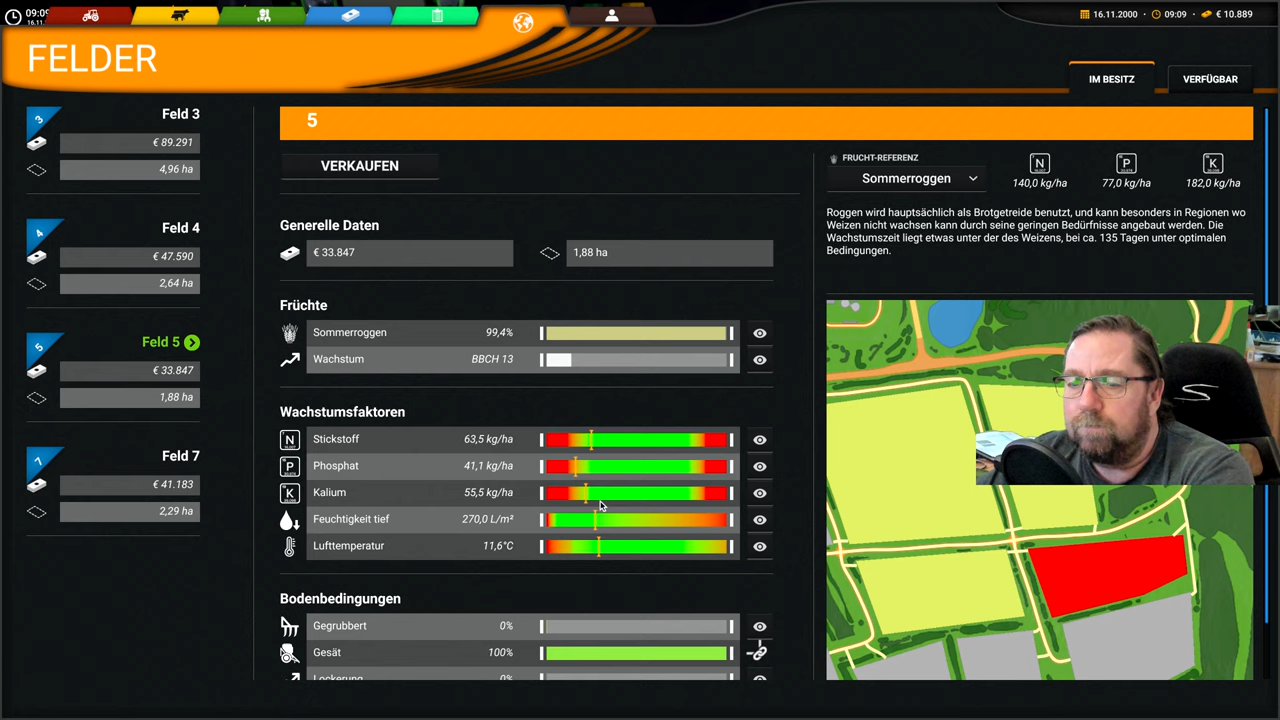 09:09
16.11.
16.11.2000 · 09:09 · € 10.889
FELDER
IM BESITZ
VERFÜGBAR
3
Feld 3
€ 89.291
4,96 ha
4
Feld 4
€ 47.590
2,64 ha
5
Feld 5
€ 33.847
1,88 ha
7
Feld 7
€ 41.183
2,29 ha
5
VERKAUFEN
Generelle Daten
€ 33.847
1,88 ha
Früchte
Sommerroggen 99,4%
Wachstum BBCH 13
Wachstumsfaktoren
N Stickstoff 63,5 kg/ha
P Phosphat 41,1 kg/ha
K Kalium 55,5 kg/ha
Feuchtigkeit tief 270,0 L/m²
Lufttemperatur 11,6°C
Bodenbedingungen
Gegrubbert 0%
Gesät 100%
Lockerung 0%
FRUCHT-REFERENZ
Sommerroggen
N
P
K
140,0 kg/ha
77,0 kg/ha
182,0 kg/ha
Roggen wird hauptsächlich als Brotgetreide benutzt, und kann besonders in Regionen wo
Weizen nicht wachsen kann durch seine geringen Bedürfnisse angebaut werden. Die
Wachstumszeit liegt etwas unter der des Weizens, bei ca. 135 Tagen unter optimalen
Bedingungen.